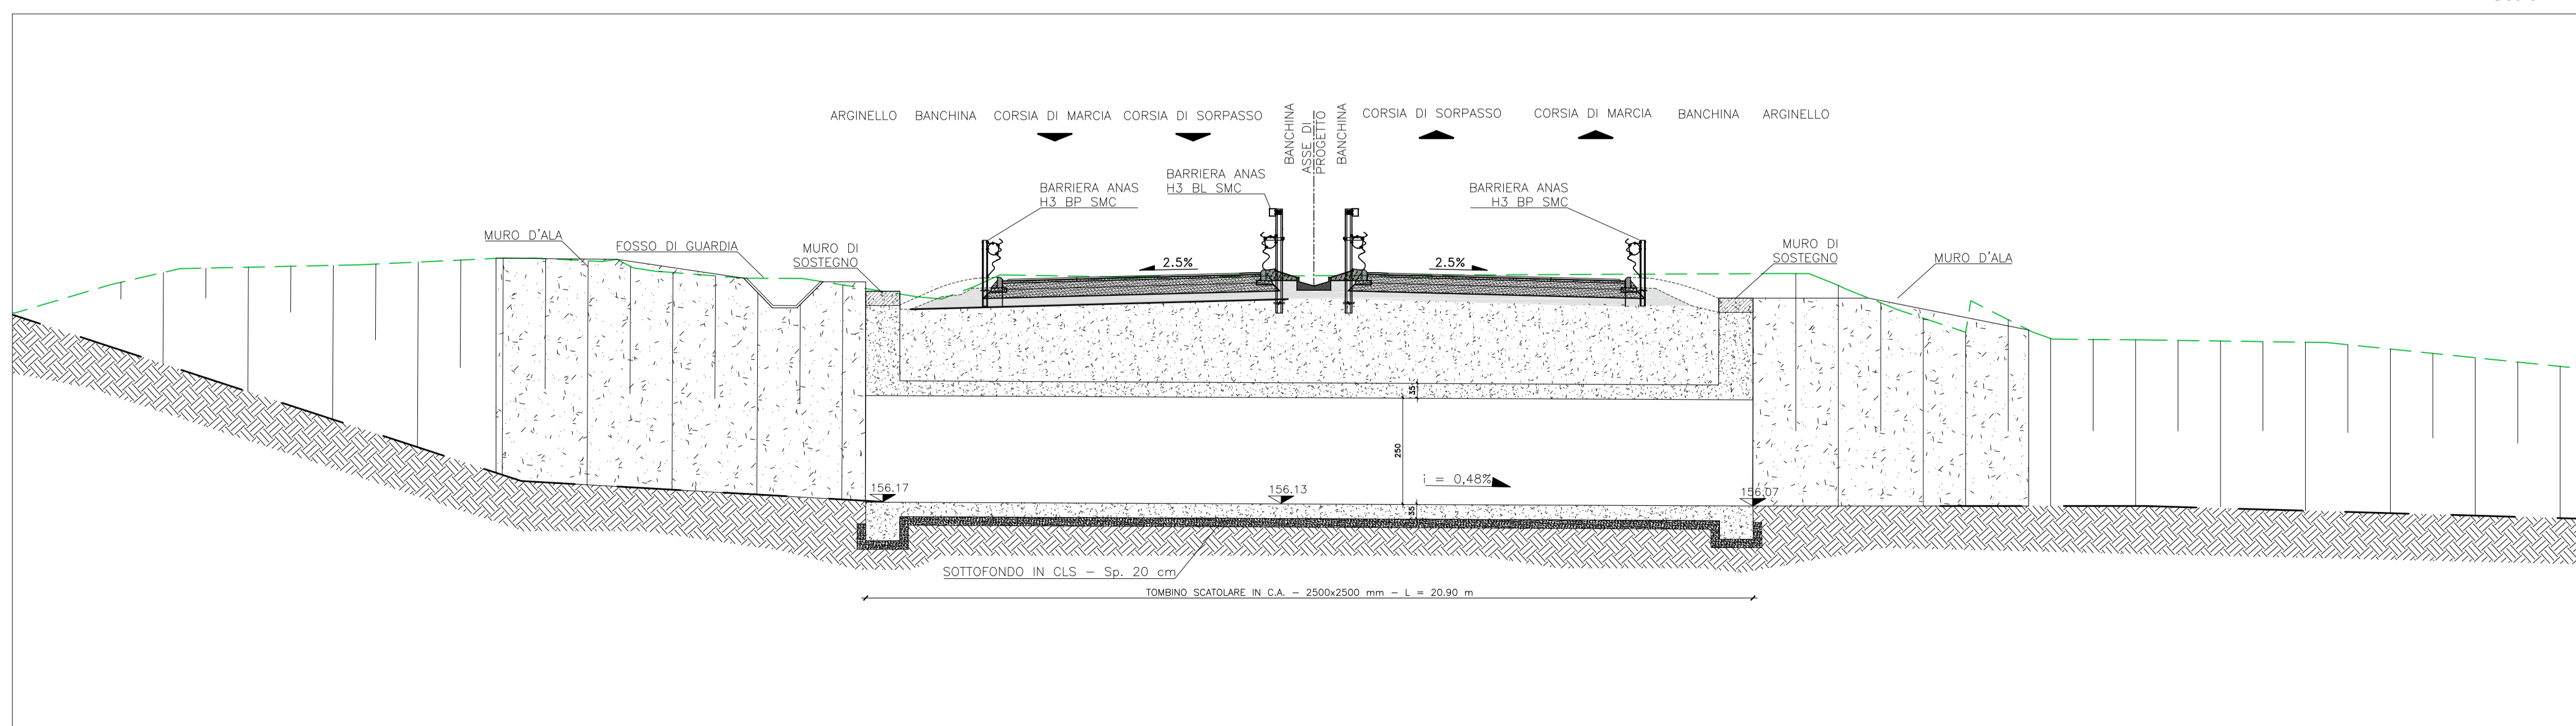 ARGINELLO BANCHINA CORSIA DI MARCIA CORSIA DI SORPASSO
BANCHINA
ASSE DI
PROGETTO
BANCHINA
CORSIA DI SORPASSO CORSIA DI MARCIA BANCHINA ARGINELLO
BARRIERA ANAS
H3 BP SMC
BARRIERA ANAS
H3 BL SMC
BARRIERA ANAS
H3 BP SMC
MURO D'ALA
FOSSO DI GUARDIA
MURO DI
SOSTEGNO
2.5%
2.5%
MURO DI
SOSTEGNO
MURO D'ALA
35
250
i = 0,48%
156.17
156.13
156.07
35
SOTTOFONDO IN CLS – Sp. 20 cm
TOMBINO SCATOLARE IN C.A. – 2500x2500 mm – L = 20.90 m